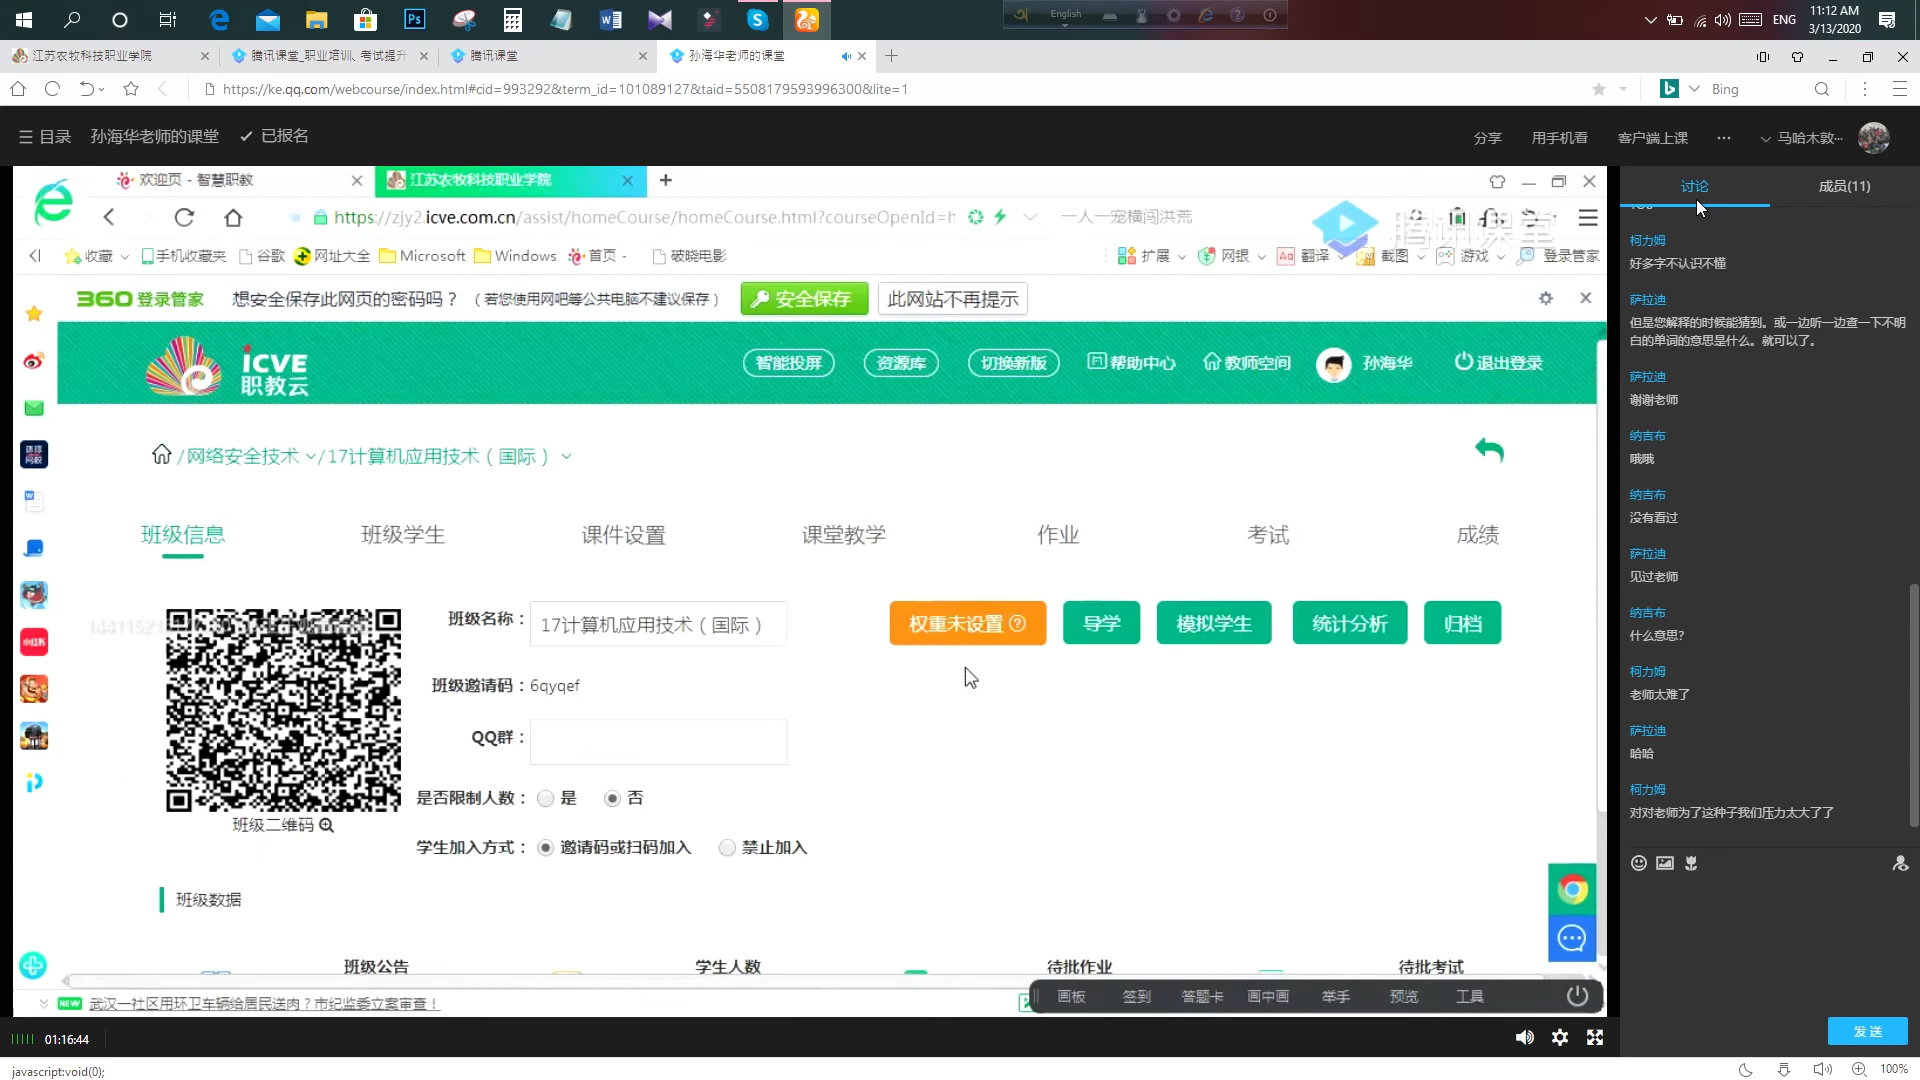 English
ENG
11:12 AM
3/13/2020
江苏农牧科技职业学院
腾讯课堂_职业培训、考试提升
腾讯课堂
孙海华老师的课堂
https://ke.qq.com/webcourse/index.html#cid=993292&term_id=101089127&taid=5508179593996300&lite=1
Bing
目录 孙海华老师的课堂 已报名
分享 用手机看 客户端上课 ··· 马哈木敦···
欢迎页 - 智慧职教
江苏农牧科技职业学院
https://zjy2.icve.com.cn/assist/homeCourse/homeCourse.html?courseOpenId=h
一人一宠横闯洪荒
腾讯课堂
收藏 手机收藏夹 谷歌 网址大全 Microsoft Windows 首页 - 破晓电影
扩展 网银 翻译 截图 游戏 登录管家
360登录管家 想安全保存此网页的密码吗？（若您使用网吧等公共电脑不建议保存） 安全保存 此网站不再提示
icve
职教云
智能投屏 资源库 切换新版 帮助中心 教师空间 孙海华 退出登录
/网络安全技术 /17计算机应用技术（国际）
班级信息 班级学生 课件设置 课堂教学 作业 考试 成绩
班级名称： 17计算机应用技术（国际）
权重未设置 导学 模拟学生 统计分析 归档
班级邀请码：6qyqef
QQ群：
是否限制人数： 是 否
班级二维码
学生加入方式： 邀请码或扫码加入 禁止加入
班级数据
班级公告 学生人数 待批作业 待批考试
NEW 武汉一社区用环卫车辆给居民送肉？市纪监委立案审查！
画板 签到 答题卡 画中画 举手 预览 工具
01:16:44
讨论 成员(11)
柯力姆
好多字不认识不懂
萨拉迪
但是您解释的时候能猜到。或一边听一边查一下不明
白的单词的意思是什么。就可以了。
萨拉迪
谢谢老师
纳吉布
哦哦
纳吉布
没有看过
萨拉迪
见过老师
纳吉布
什么意思?
柯力姆
老师太难了
萨拉迪
哈哈
柯力姆
对对老师为了这种子我们压力太大了了
发送
javascript:void(0);
100%